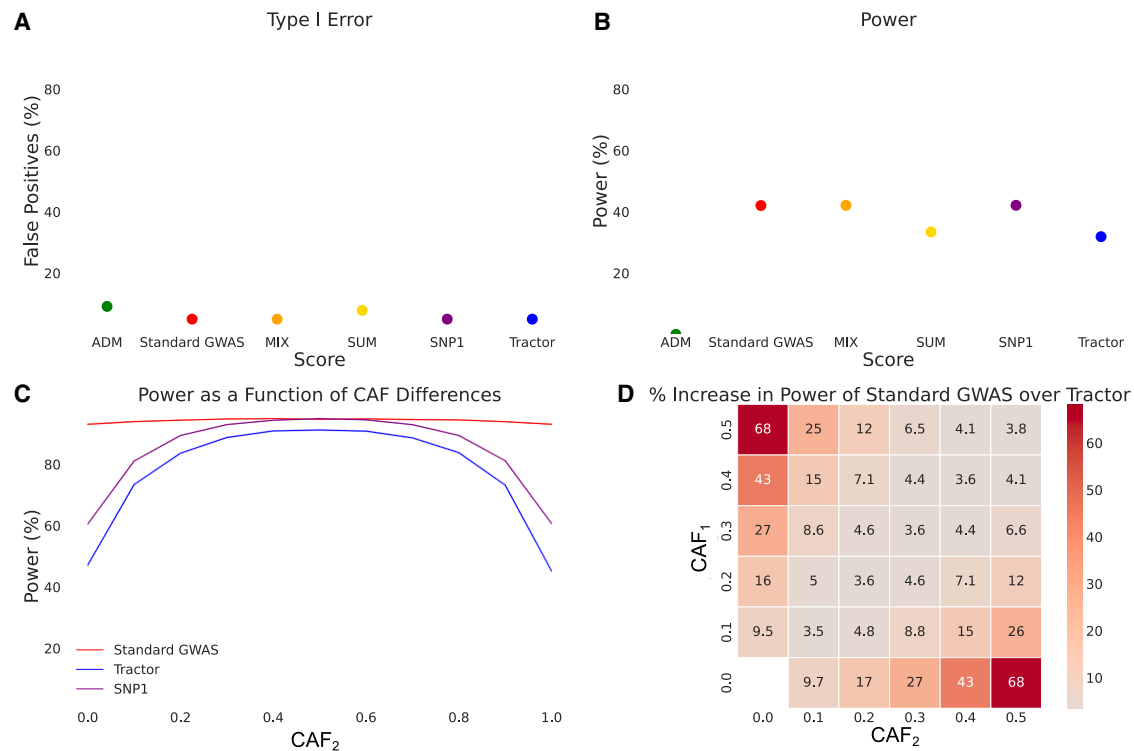 A
Type I Error
False Positives (%)
80
60
40
20
ADM Standard GWAS MIX SUM SNP1 Tractor
Score
B
Power
Power (%)
80
60
40
20
ADM Standard GWAS MIX SUM SNP1 Tractor
Score
C
Power as a Function of CAF Differences
Power (%)
80
60
40
20
Standard GWAS
Tractor
SNP1
0.0 0.2 0.4 0.6 0.8 1.0
CAF₂
D
% Increase in Power of Standard GWAS over Tractor
CAF₁
0.5 68 25 12 6.5 4.1 3.8
0.4 43 15 7.1 4.4 3.6 4.1
0.3 27 8.6 4.6 3.6 4.4 6.6
0.2 16 5 3.6 4.6 7.1 12
0.1 9.5 3.5 4.8 8.8 15 26
0.0 9.7 17 27 43 68
0.0 0.1 0.2 0.3 0.4 0.5
CAF₂
60
50
40
30
20
10